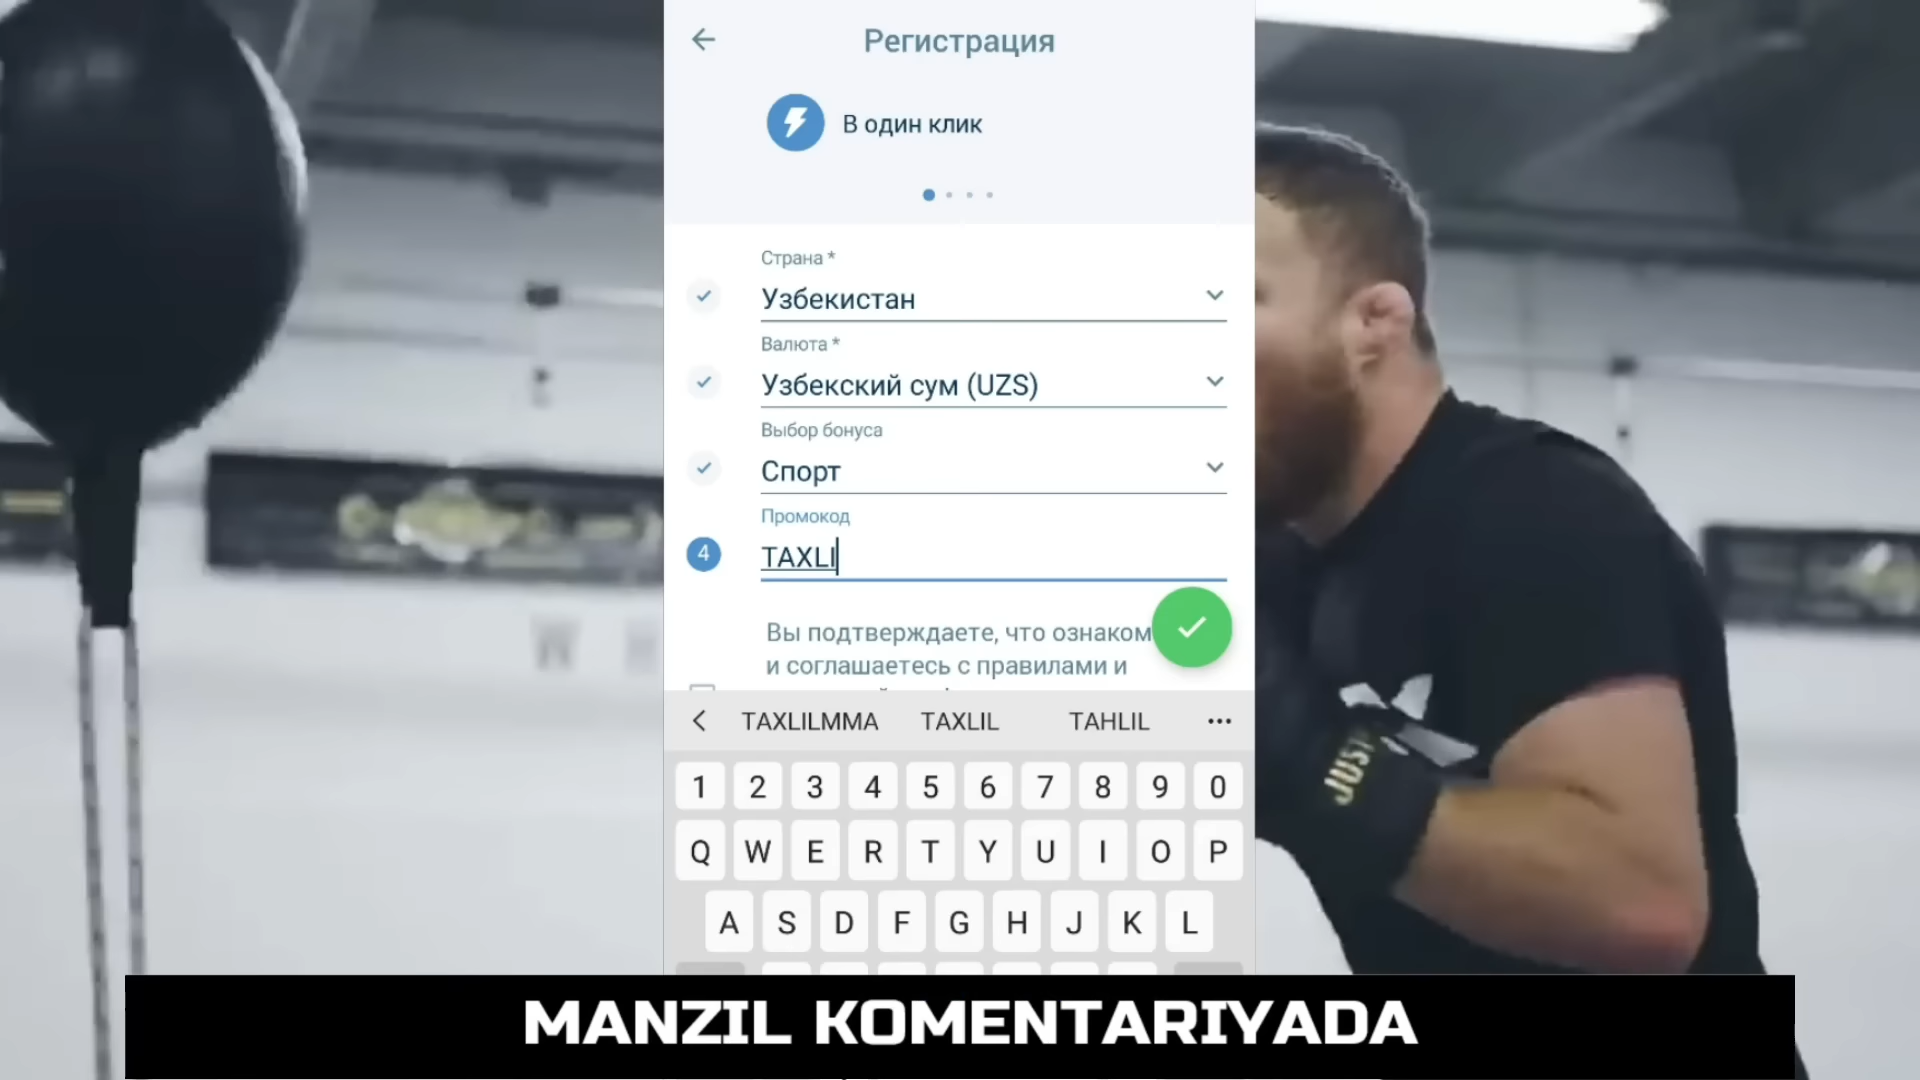 Регистрация
В один клик
Страна *
Узбекистан
Валюта *
Узбекский сум (UZS)
Выбор бонуса
Спорт
Промокод
4
TAXLI
Вы подтверждаете, что ознаком
и соглашаетесь с правилами и
TAXLILMMA TAXLIL TAHLIL
1 2 3 4 5 6 7 8 9 0
Q W E R T Y U I O P
A S D F G H J K L
JUST
MANZIL KOMENTARIYADA